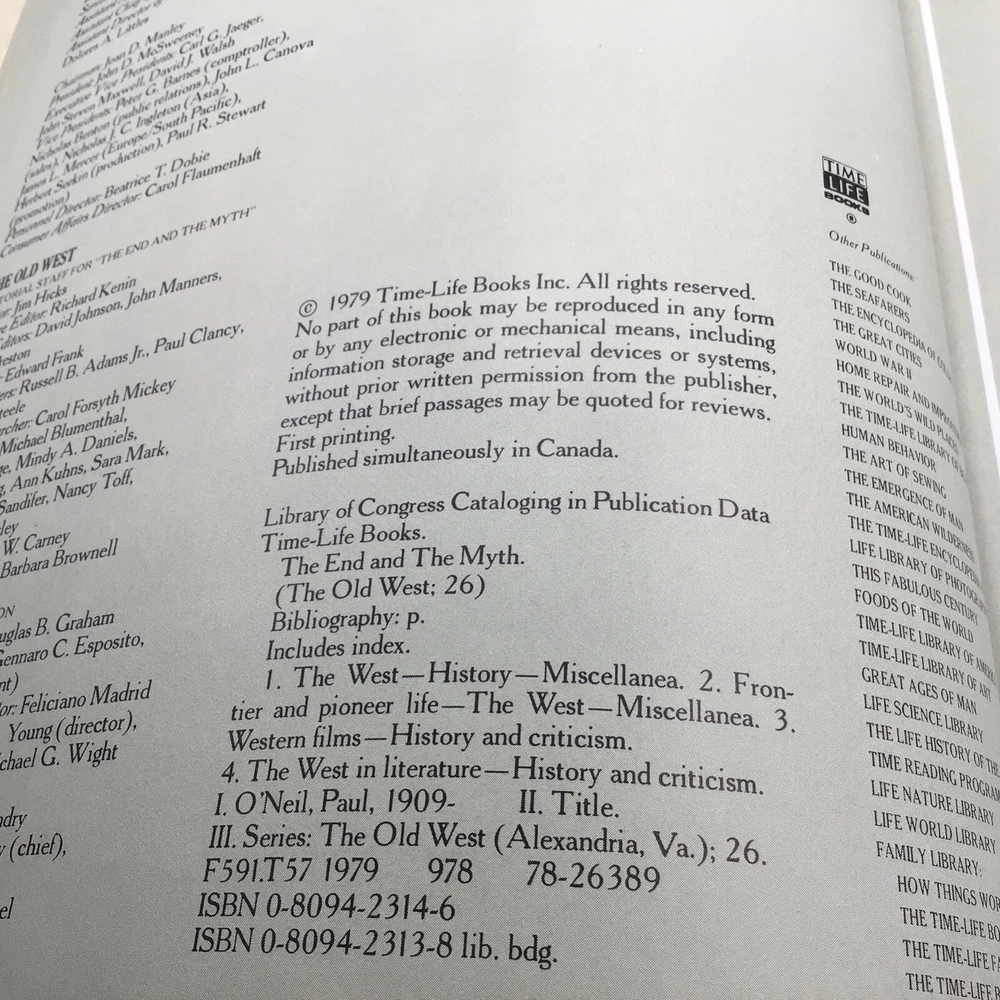 Dolores A. Littles
Chairman: Joan D. Manley
President: John D. McSweeney
Executive Vice Presidents: Carl G. Jaeger,
John Steven Maxwell, David J. Walsh
Vice Presidents: Peter G. Barnes (comptroller),
Nicholas Benton (public relations), John L. Canova
(sales), Nicholas J. C. Ingleton (Asia),
James L. Mercer (Europe/South Pacific),
Herbert Sorkin (production), Paul R. Stewart
(promotion)
Personnel Director: Beatrice T. Dobie
Consumer Affairs Director: Carol Flaumenhaft
OLD WEST
STAFF FOR "THE END AND THE MYTH"
Jim Hicks
Editor: Richard Kenin
David Johnson, John Manners,
Edward Frank
Russell B. Adams Jr., Paul Clancy,
Carol Forsyth Mickey
Michael Blumenthal,
Mindy A. Daniels,
Ann Kuhns, Sara Mark,
Sandifer, Nancy Toff,
W. Carney
Barbara Brownell
B. Graham
Gennaro C. Esposito,
Feliciano Madrid
Young (director),
G. Wight
(chief),
© 1979 Time-Life Books Inc. All rights reserved.
No part of this book may be reproduced in any form
or by any electronic or mechanical means, including
information storage and retrieval devices or systems,
without prior written permission from the publisher,
except that brief passages may be quoted for reviews.
First printing.
Published simultaneously in Canada.
Library of Congress Cataloging in Publication Data
Time-Life Books.
The End and The Myth.
(The Old West; 26)
Bibliography: p.
Includes index.
1. The West—History—Miscellanea. 2. Fron-
tier and pioneer life—The West—Miscellanea. 3.
Western films—History and criticism.
4. The West in literature—History and criticism.
I. O'Neil, Paul, 1909- II. Title.
III. Series: The Old West (Alexandria, Va.); 26.
F591.T57 1979 978 78-26389
ISBN 0-8094-2314-6
ISBN 0-8094-2313-8 lib. bdg.
TIME
LIFE
BOOKS
®
Other Publications:
THE GOOD COOK
THE SEAFARERS
THE ENCYCLOPEDIA OF
THE GREAT CITIES
WORLD WAR II
HOME REPAIR AND
THE WORLD'S WILD PLACES
THE TIME-LIFE LIBRARY OF
HUMAN BEHAVIOR
THE ART OF SEWING
THE EMERGENCE OF MAN
THE AMERICAN WILDERNESS
THE TIME-LIFE
LIFE LIBRARY OF
THIS FABULOUS CENTURY
FOODS OF THE WORLD
TIME-LIFE LIBRARY OF
TIME-LIFE LIBRARY OF ART
GREAT AGES OF MAN
LIFE SCIENCE LIBRARY
THE LIFE HISTORY OF THE
TIME READING PROGRAM
LIFE NATURE LIBRARY
LIFE WORLD LIBRARY
FAMILY LIBRARY:
HOW THINGS
THE TIME-LIFE
THE TIME-LIFE
THE TIME-LIFE